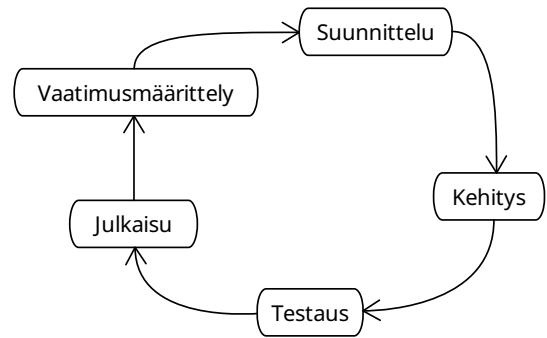 Suunnittelu
Vaatimusmäärittely
Kehitys
Julkaisu
Testaus